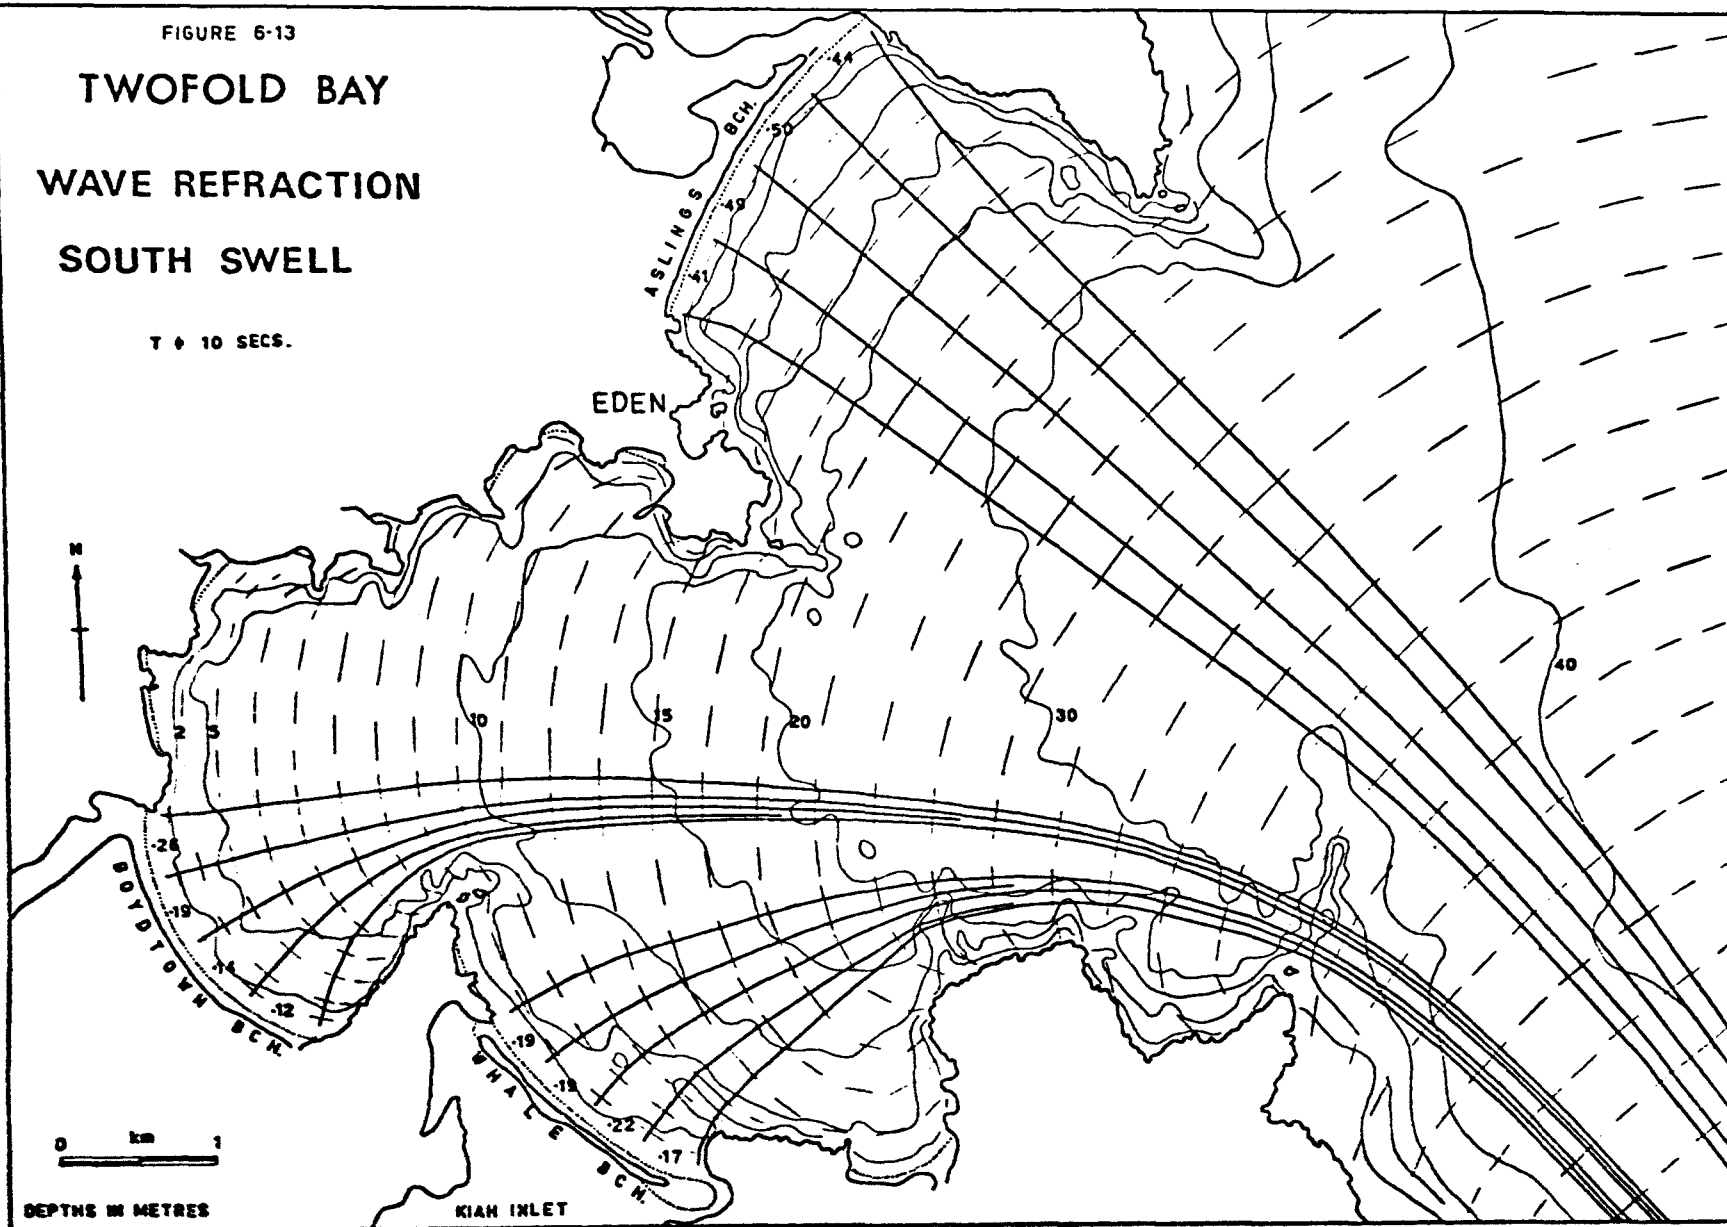 FIGURE 6-13
TWOFOLD BAY
WAVE REFRACTION
SOUTH SWELL
T ♦ 10 SECS.
ASLINGS BCH.
.44
.50
.49
.41
EDEN
N
40
2
5
10
15
20
30
.26
.19
.14
.12
BOYDTOWN BCH.
.19
.19
.22
.17
WHALE BCH.
0 km 1
DEPTHS IN METRES
KIAH INLET